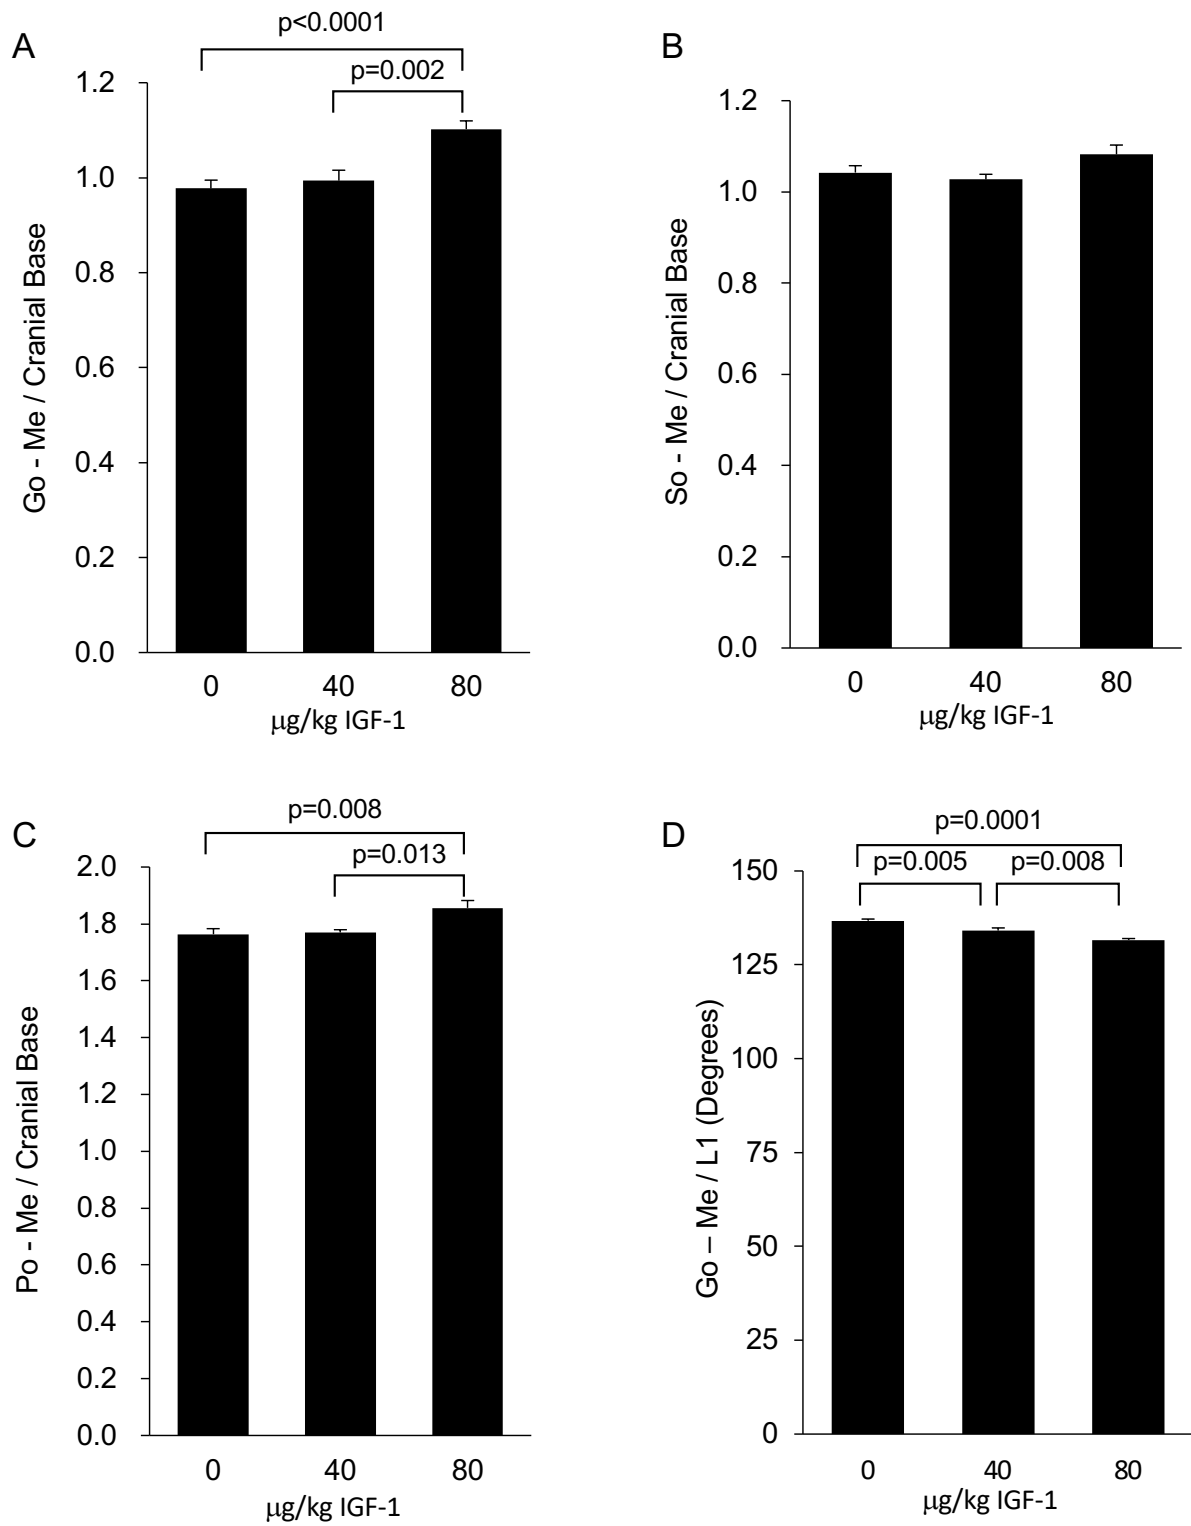 A
p<0.0001
p=0.002
1.2
1.0
0.8
0.6
0.4
0.2
0.0
Go - Me / Cranial Base
0 40 80
μg/kg IGF-1
B
1.2
1.0
0.8
0.6
0.4
0.2
0.0
So - Me / Cranial Base
0 40 80
μg/kg IGF-1
C
p=0.008
p=0.013
2.0
1.8
1.6
1.4
1.2
1.0
0.8
0.6
0.4
0.2
0.0
Po - Me / Cranial Base
0 40 80
μg/kg IGF-1
D
p=0.0001
p=0.005 p=0.008
150
125
100
75
50
25
0
Go – Me / L1 (Degrees)
0 40 80
μg/kg IGF-1